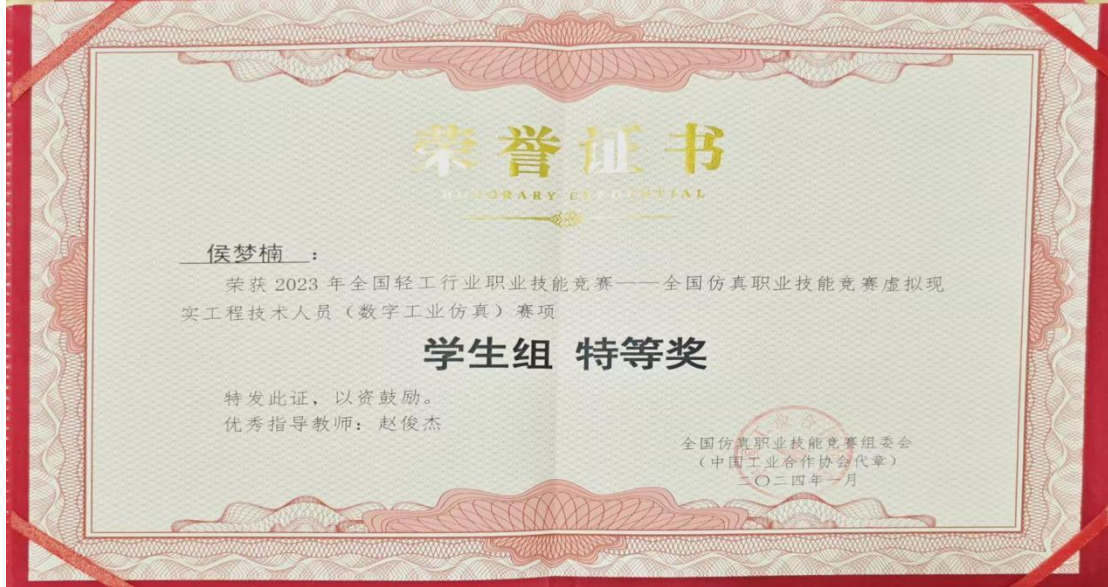 荣誉证书
HONORARY CREDENTIAL
侯梦楠:
荣获 2023 年全国轻工行业职业技能竞赛——全国仿真职业技能竞赛虚拟现
实工程技术人员（数字工业仿真）赛项
学生组 特等奖
特发此证，以资鼓励。
优秀指导教师：赵俊杰
全国仿真职业技能竞赛组委会
（中国工业合作协会代章）
二〇二四年一月